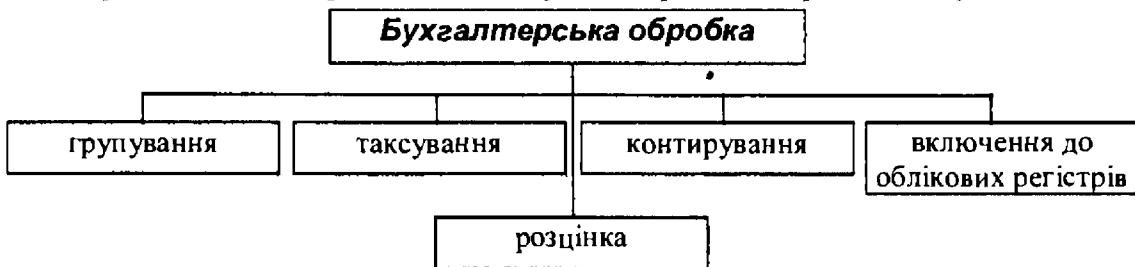 Бухгалтерська обробка
групування
таксування
контирування
включення до
облікових регістрів
розцінка